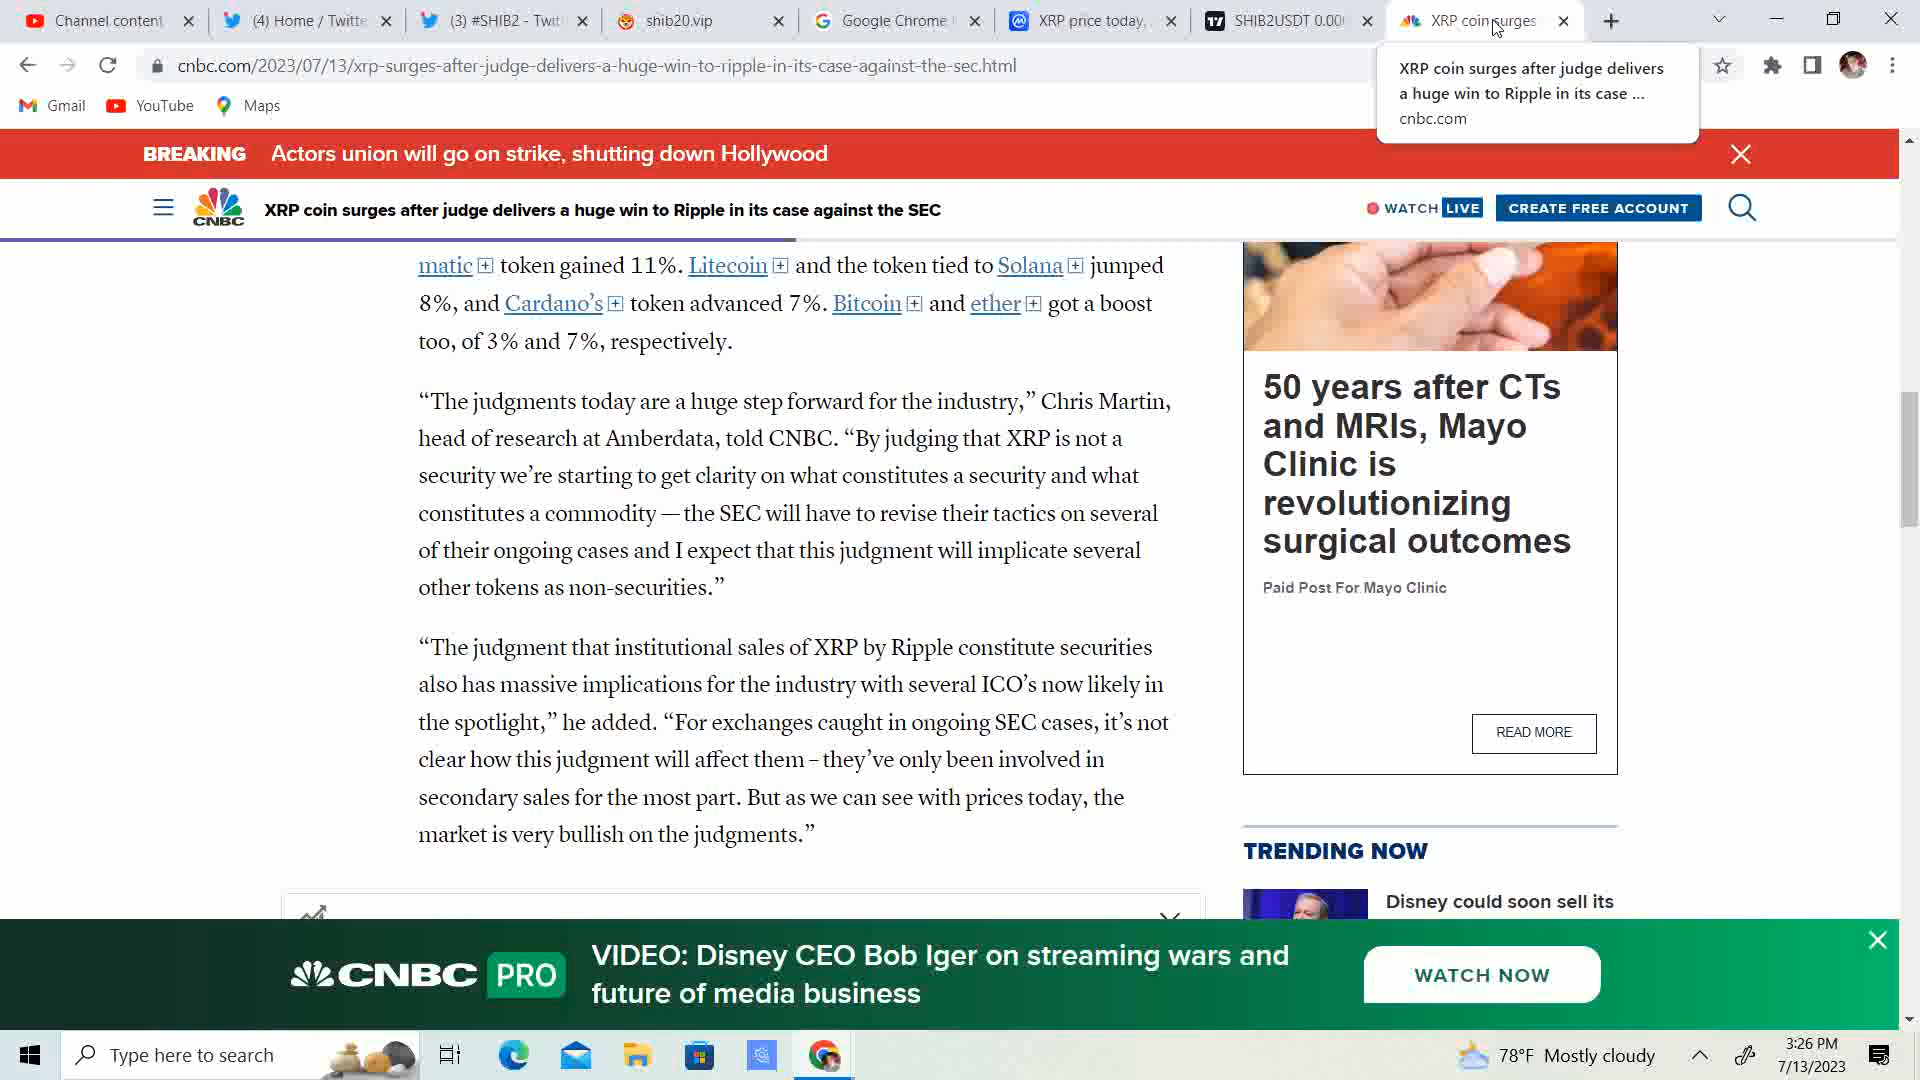 Channel content
(4) Home / Twitte
(3) #SHIB2 - Twit
shib20.vip
Google Chrome
XRP price today,
SHIB2USDT 0.00
XRP coin surges
cnbc.com/2023/07/13/xrp-surges-after-judge-delivers-a-huge-win-to-ripple-in-its-case-against-the-sec.html
XRP coin surges after judge delivers
a huge win to Ripple in its case ...
cnbc.com
Gmail
YouTube
Maps
BREAKING Actors union will go on strike, shutting down Hollywood
CNBC
XRP coin surges after judge delivers a huge win to Ripple in its case against the SEC
WATCH LIVE
CREATE FREE ACCOUNT
matic token gained 11%. Litecoin and the token tied to Solana jumped
8%, and Cardano’s token advanced 7%. Bitcoin and ether got a boost
too, of 3% and 7%, respectively.
“The judgments today are a huge step forward for the industry,” Chris Martin,
head of research at Amberdata, told CNBC. “By judging that XRP is not a
security we’re starting to get clarity on what constitutes a security and what
constitutes a commodity — the SEC will have to revise their tactics on several
of their ongoing cases and I expect that this judgment will implicate several
other tokens as non-securities.”
“The judgment that institutional sales of XRP by Ripple constitute securities
also has massive implications for the industry with several ICO’s now likely in
the spotlight,” he added. “For exchanges caught in ongoing SEC cases, it’s not
clear how this judgment will affect them – they’ve only been involved in
secondary sales for the most part. But as we can see with prices today, the
market is very bullish on the judgments.”
50 years after CTs
and MRIs, Mayo
Clinic is
revolutionizing
surgical outcomes
Paid Post For Mayo Clinic
READ MORE
TRENDING NOW
Disney could soon sell its
CNBC PRO
VIDEO: Disney CEO Bob Iger on streaming wars and
future of media business
WATCH NOW
Type here to search
78°F Mostly cloudy
3:26 PM
7/13/2023